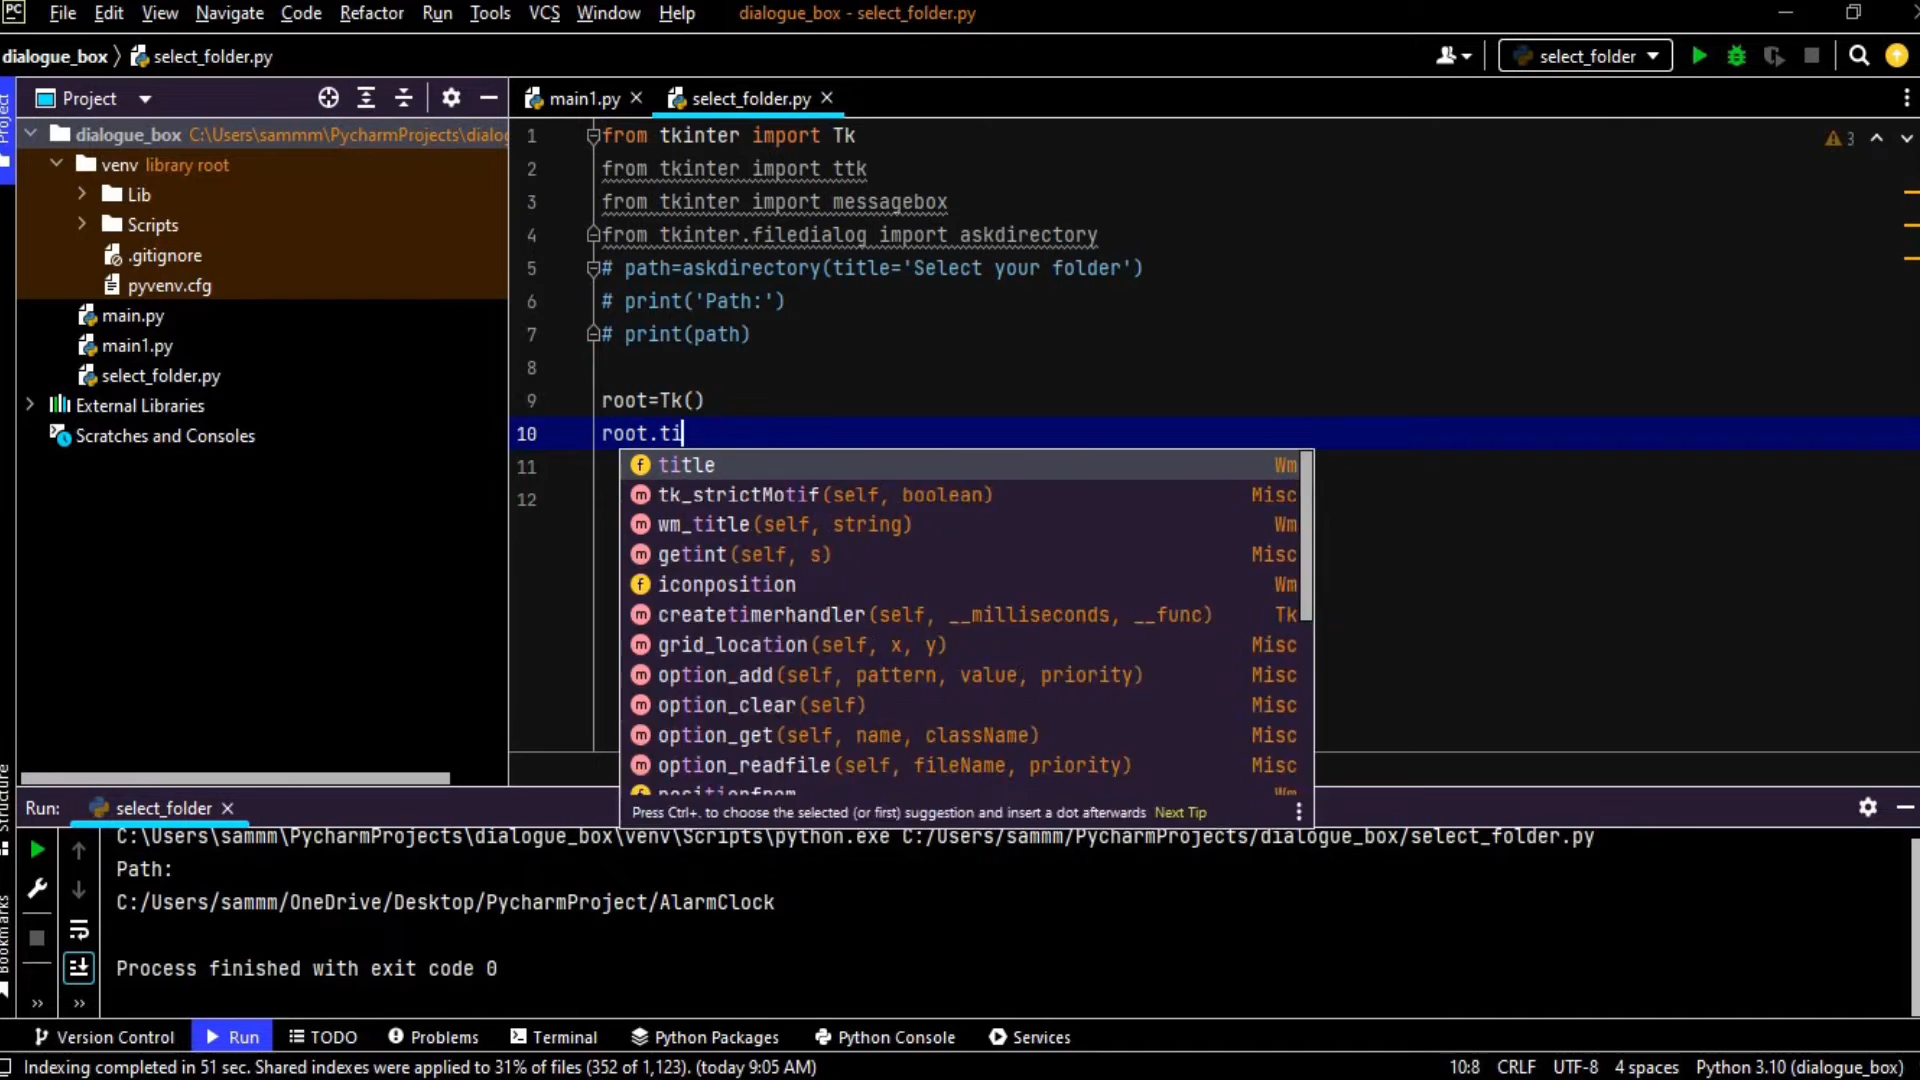 PC File Edit View Navigate Code Refactor Run Tools VCS Window Help dialogue_box - select_folder.py
dialogue_box select_folder.py select_folder
Project main1.py select_folder.py
Project
dialogue_box C:\Users\sammm\PycharmProjects\dialog
venv library root
Lib
Scripts
.gitignore
pyvenv.cfg
main.py
main1.py
select_folder.py
External Libraries
Scratches and Consoles
3
1 from tkinter import Tk
2 from tkinter import ttk
3 from tkinter import messagebox
4 from tkinter.filedialog import askdirectory
5 # path=askdirectory(title='Select your folder')
6 # print('Path:')
7 # print(path)
8
9 root=Tk()
10 root.ti
11
12
f title Wm
m tk_strictMotif(self, boolean) Misc
m wm_title(self, string) Wm
m getint(self, s) Misc
f iconposition Wm
m createtimerhandler(self, __milliseconds, __func) Tk
m grid_location(self, x, y) Misc
m option_add(self, pattern, value, priority) Misc
m option_clear(self) Misc
m option_get(self, name, className) Misc
m option_readfile(self, fileName, priority) Misc
positionfrom Wm
Press Ctrl+. to choose the selected (or first) suggestion and insert a dot afterwards Next Tip
Structure
Bookmarks
Run: select_folder
C:\Users\sammm\PycharmProjects\dialogue_box\venv\Scripts\python.exe C:/Users/sammm/PycharmProjects/dialogue_box/select_folder.py
Path:
C:/Users/sammm/OneDrive/Desktop/PycharmProject/AlarmClock
Process finished with exit code 0
Version Control Run TODO Problems Terminal Python Packages Python Console Services
Indexing completed in 51 sec. Shared indexes were applied to 31% of files (352 of 1,123). (today 9:05 AM) 10:8 CRLF UTF-8 4 spaces Python 3.10 (dialogue_box)